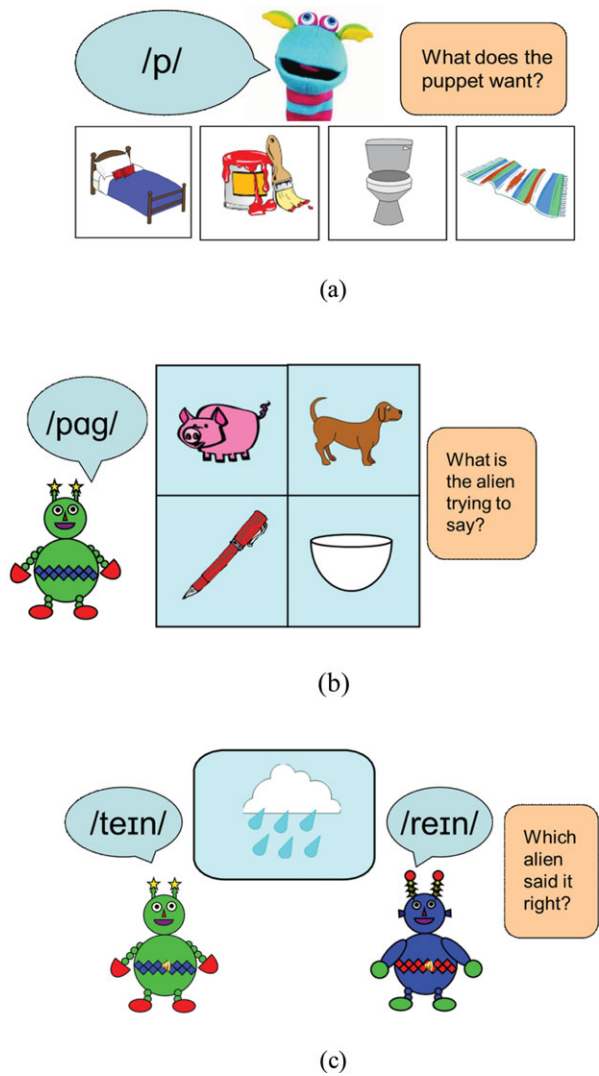 /p/
What does the
puppet want?
(a)
/pɑg/
What is
the alien
trying to
say?
(b)
/teɪn/
/reɪn/
Which
alien
said it
right?
(c)